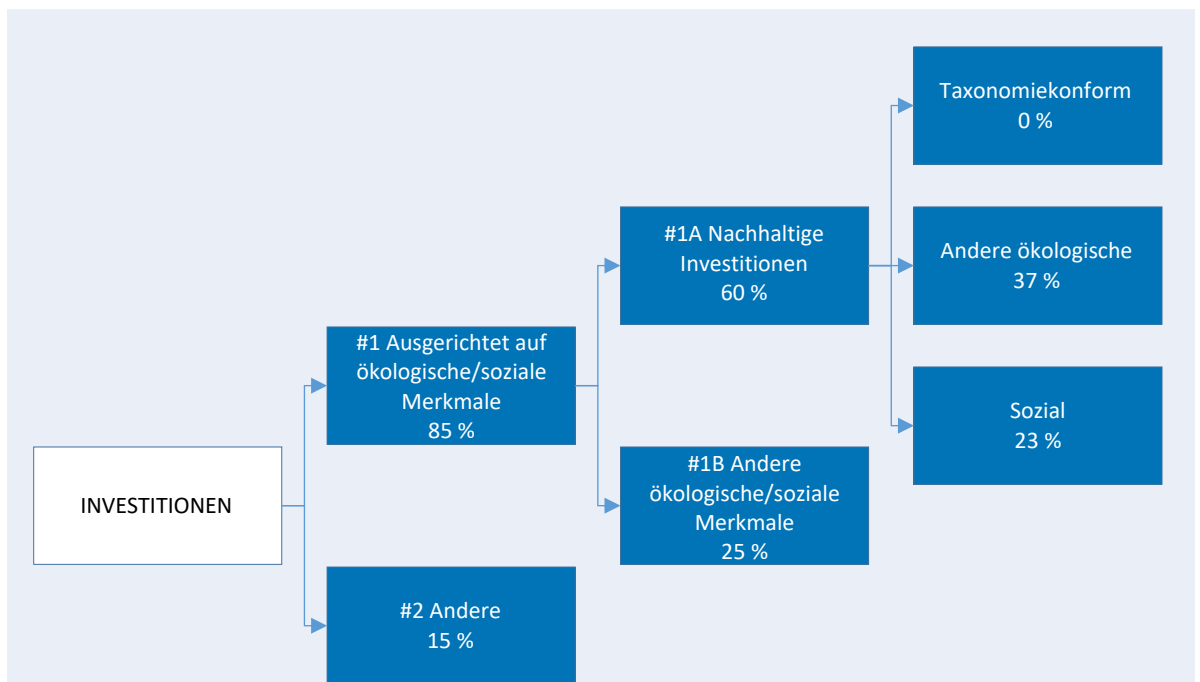 INVESTITIONEN
#1 Ausgerichtet auf
ökologische/soziale
Merkmale
85 %
#2 Andere
15 %
#1A Nachhaltige
Investitionen
60 %
#1B Andere
ökologische/soziale
Merkmale
25 %
Taxonomiekonform
0 %
Andere ökologische
37 %
Sozial
23 %